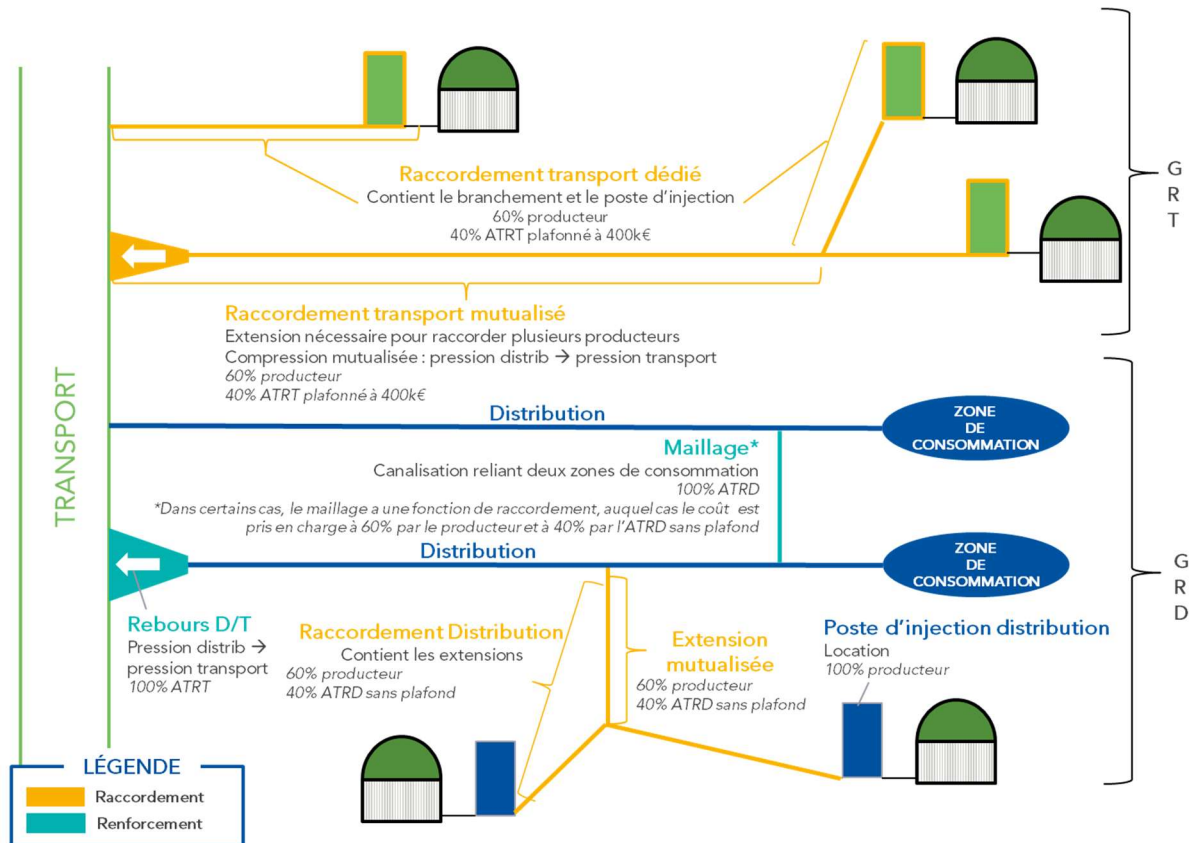 Raccordement transport dédié
Contient le branchement et le poste d'injection
60% producteur
40% ATRT plafonné à 400k€
G
R
T
Raccordement transport mutualisé
Extension nécessaire pour raccorder plusieurs producteurs
Compression mutualisée : pression distrib → pression transport
60% producteur
40% ATRT plafonné à 400k€
TRANSPORT
Distribution
ZONE
DE
CONSOMMATION
Maillage*
Canalisation reliant deux zones de consommation
100% ATRD
*Dans certains cas, le maillage a une fonction de raccordement, auquel cas le coût est
pris en charge à 60% par le producteur et à 40% par l'ATRD sans plafond
Distribution
ZONE
DE
CONSOMMATION
G
R
D
Rebours D/T
Pression distrib →
pression transport
100% ATRT
Raccordement Distribution
Contient les extensions
60% producteur
40% ATRD sans plafond
Extension
mutualisée
60% producteur
40% ATRD sans plafond
Poste d'injection distribution
Location
100% producteur
LÉGENDE
Raccordement
Renforcement